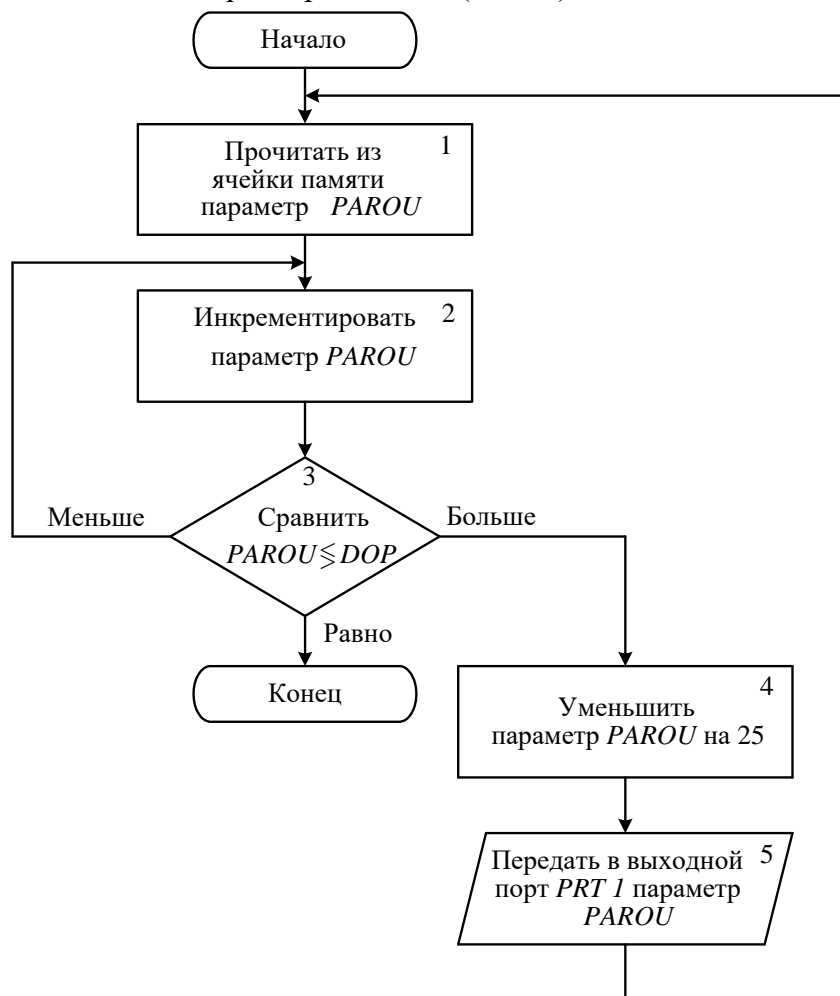 Начало
1
Прочитать из
ячейки памяти
параметр PAROU
2
Инкрементировать
параметр PAROU
3
Меньше
Сравнить
Больше
PAROU ≶ DOP
Равно
Конец
4
Уменьшить
параметр PAROU на 25
5
Передать в выходной
порт PRT 1 параметр
PAROU